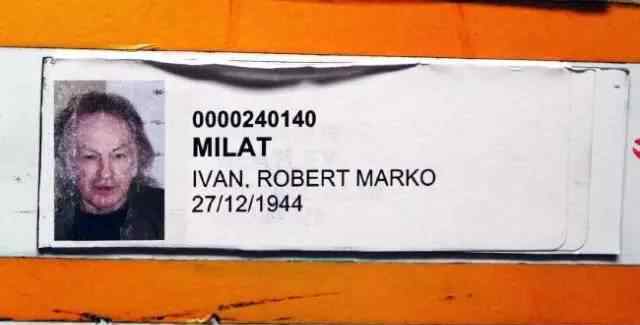 0000240140
MILAT
IVAN, ROBERT MARKO
27/12/1944